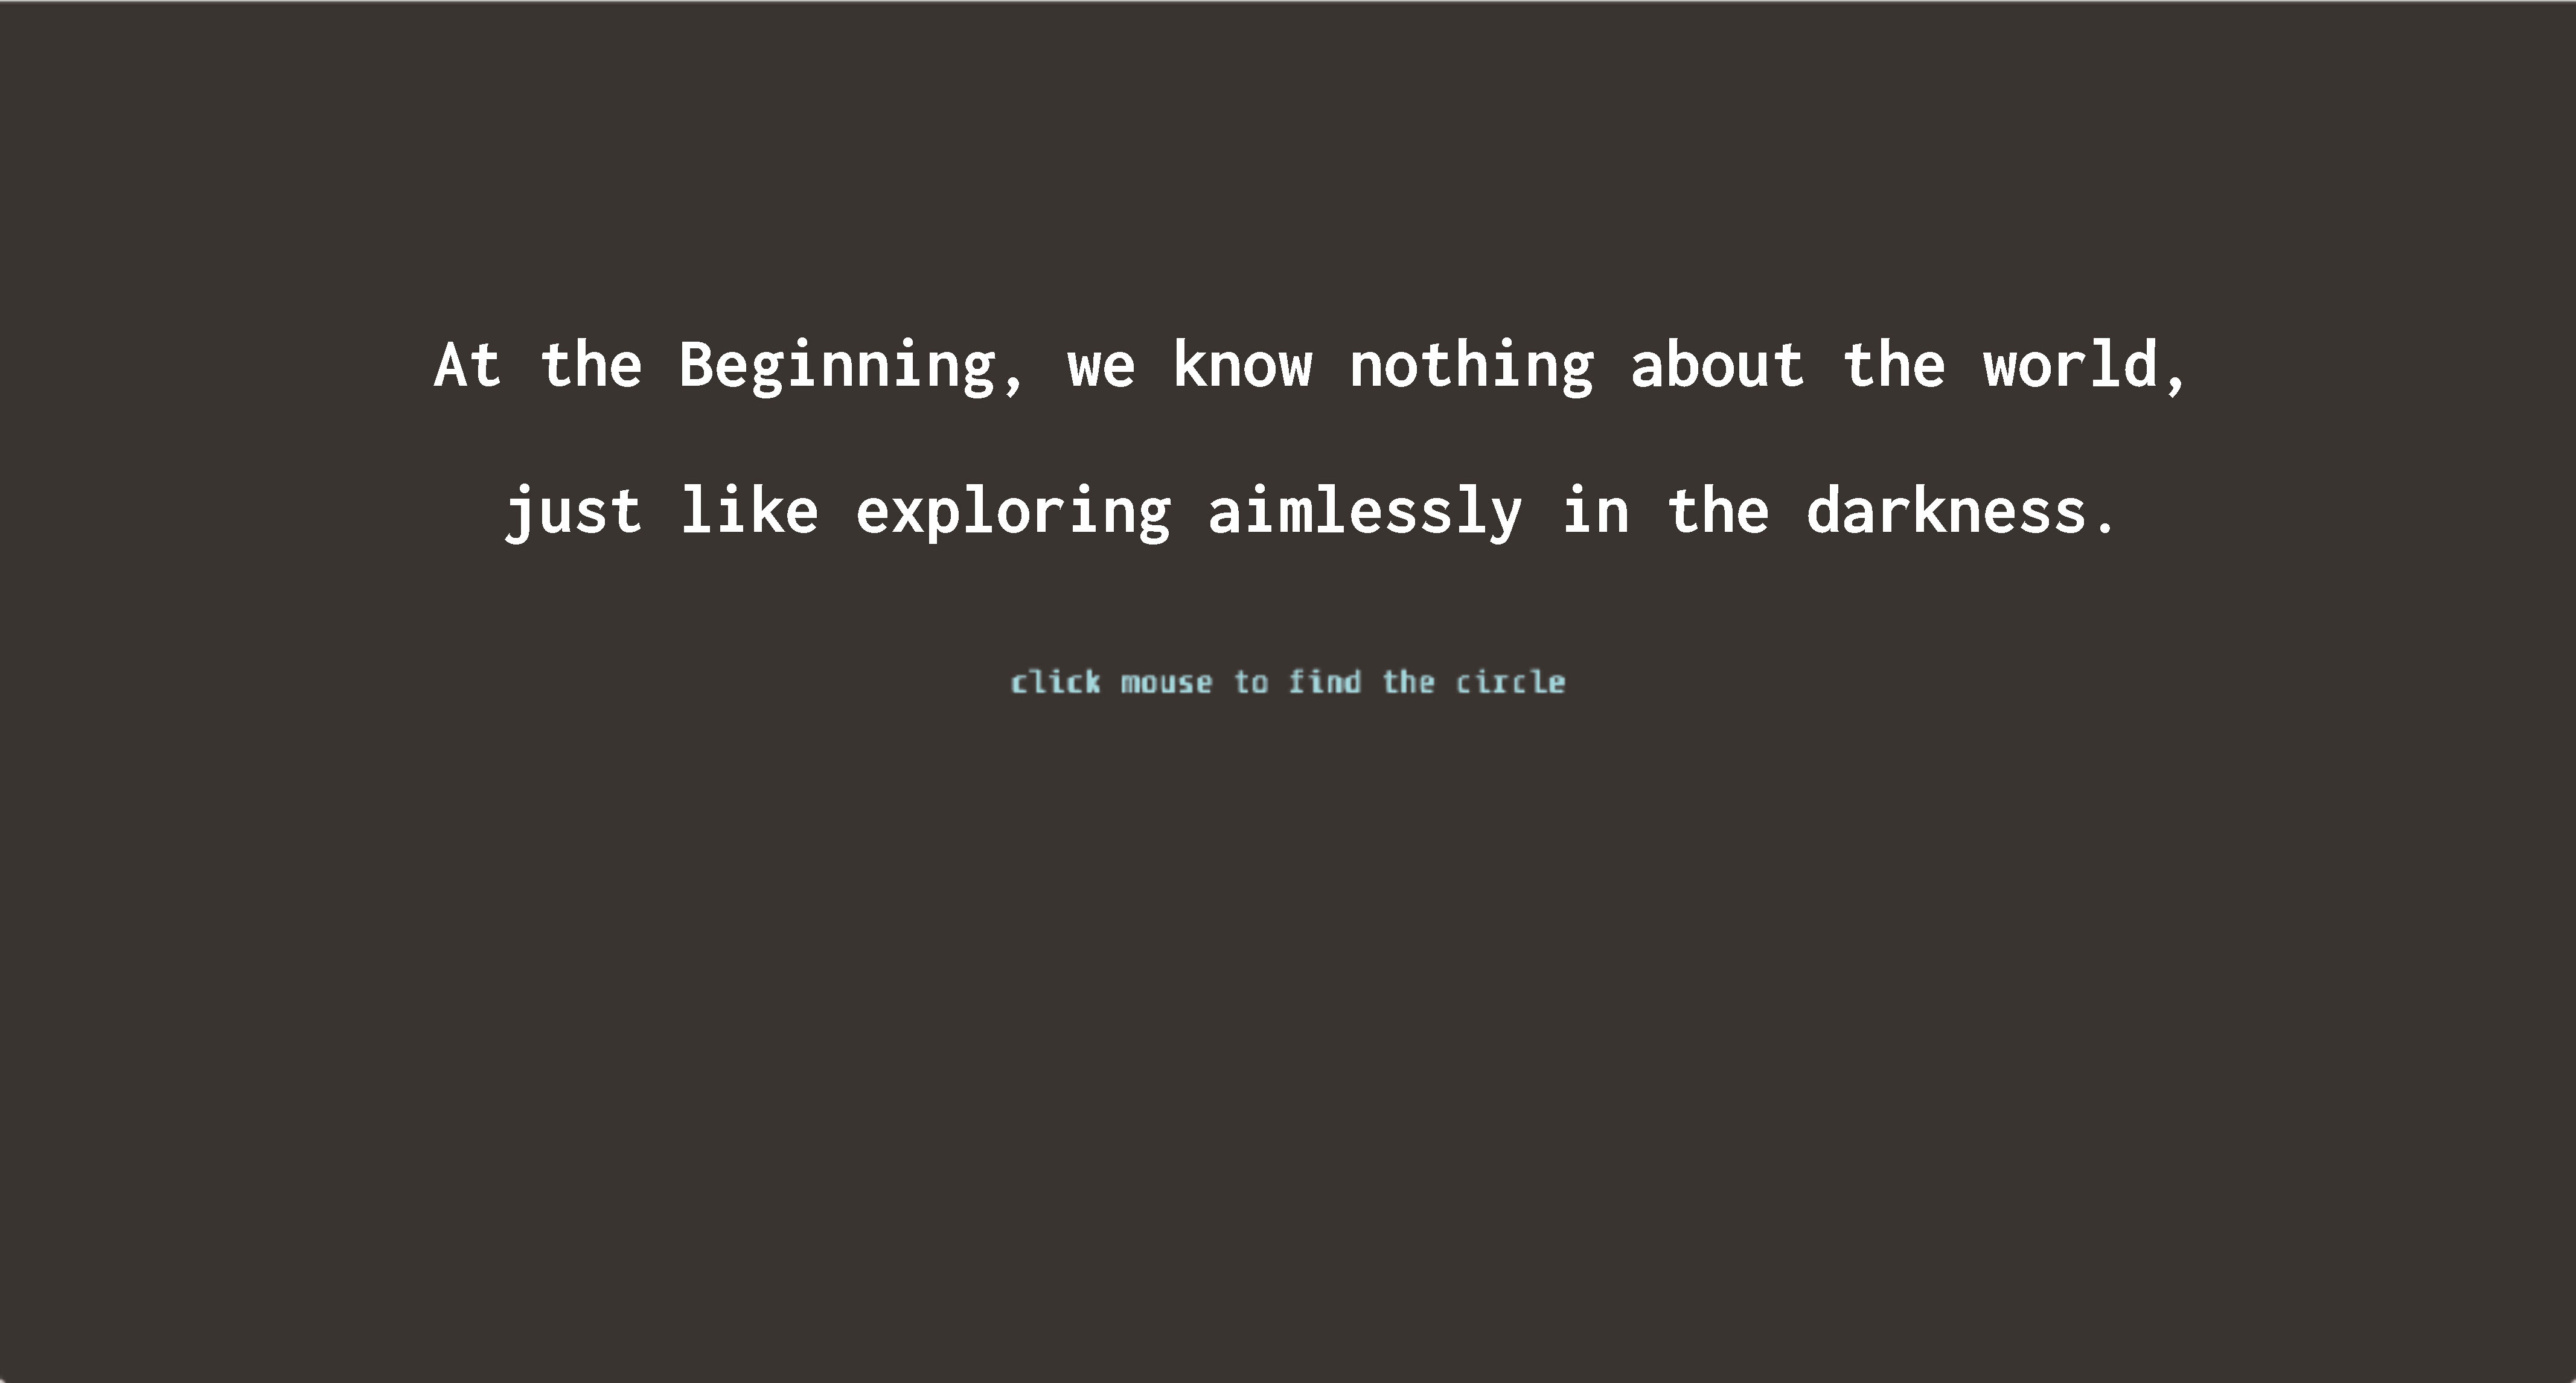 At the Beginning, we know nothing about the world,
just like exploring aimlessly in the darkness.
click mouse to find the circle